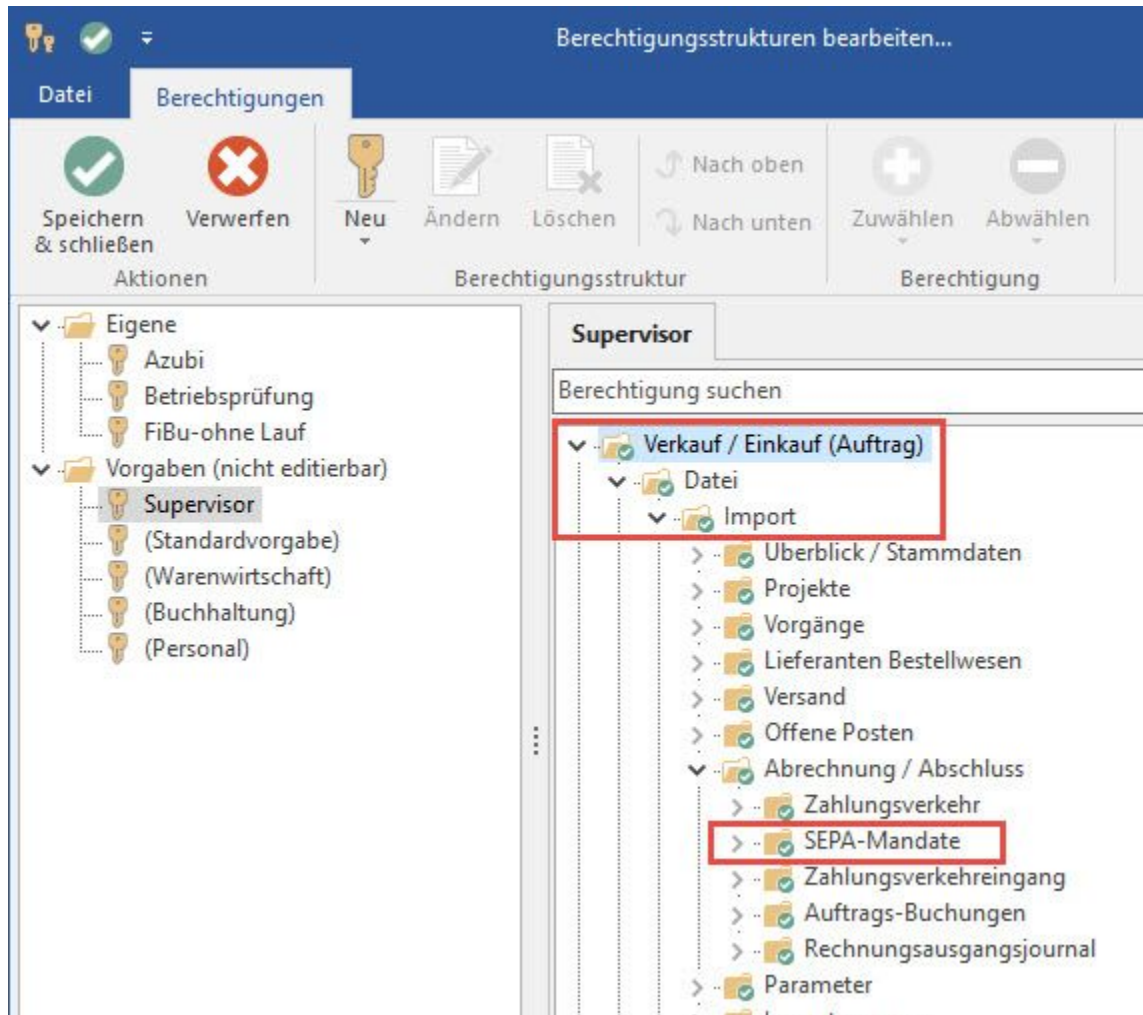 Berechtigungsstrukturen bearbeiten...
Datei
Berechtigungen
Speichern & schließen
Verwerfen
Neu
Ändern
Löschen
Nach oben
Nach unten
Zuwählen
Abwählen
Aktionen
Berechtigungsstruktur
Berechtigung
Eigene
Azubi
Betriebsprüfung
FiBu-ohne Lauf
Vorgaben (nicht editierbar)
Supervisor
(Standardvorgabe)
(Warenwirtschaft)
(Buchhaltung)
(Personal)
Supervisor
Berechtigung suchen
Verkauf / Einkauf (Auftrag)
Datei
Import
Überblick / Stammdaten
Projekte
Vorgänge
Lieferanten Bestellwesen
Versand
Offene Posten
Abrechnung / Abschluss
Zahlungsverkehr
SEPA-Mandate
Zahlungsverkehreingang
Auftrags-Buchungen
Rechnungsausgangsjournal
Parameter